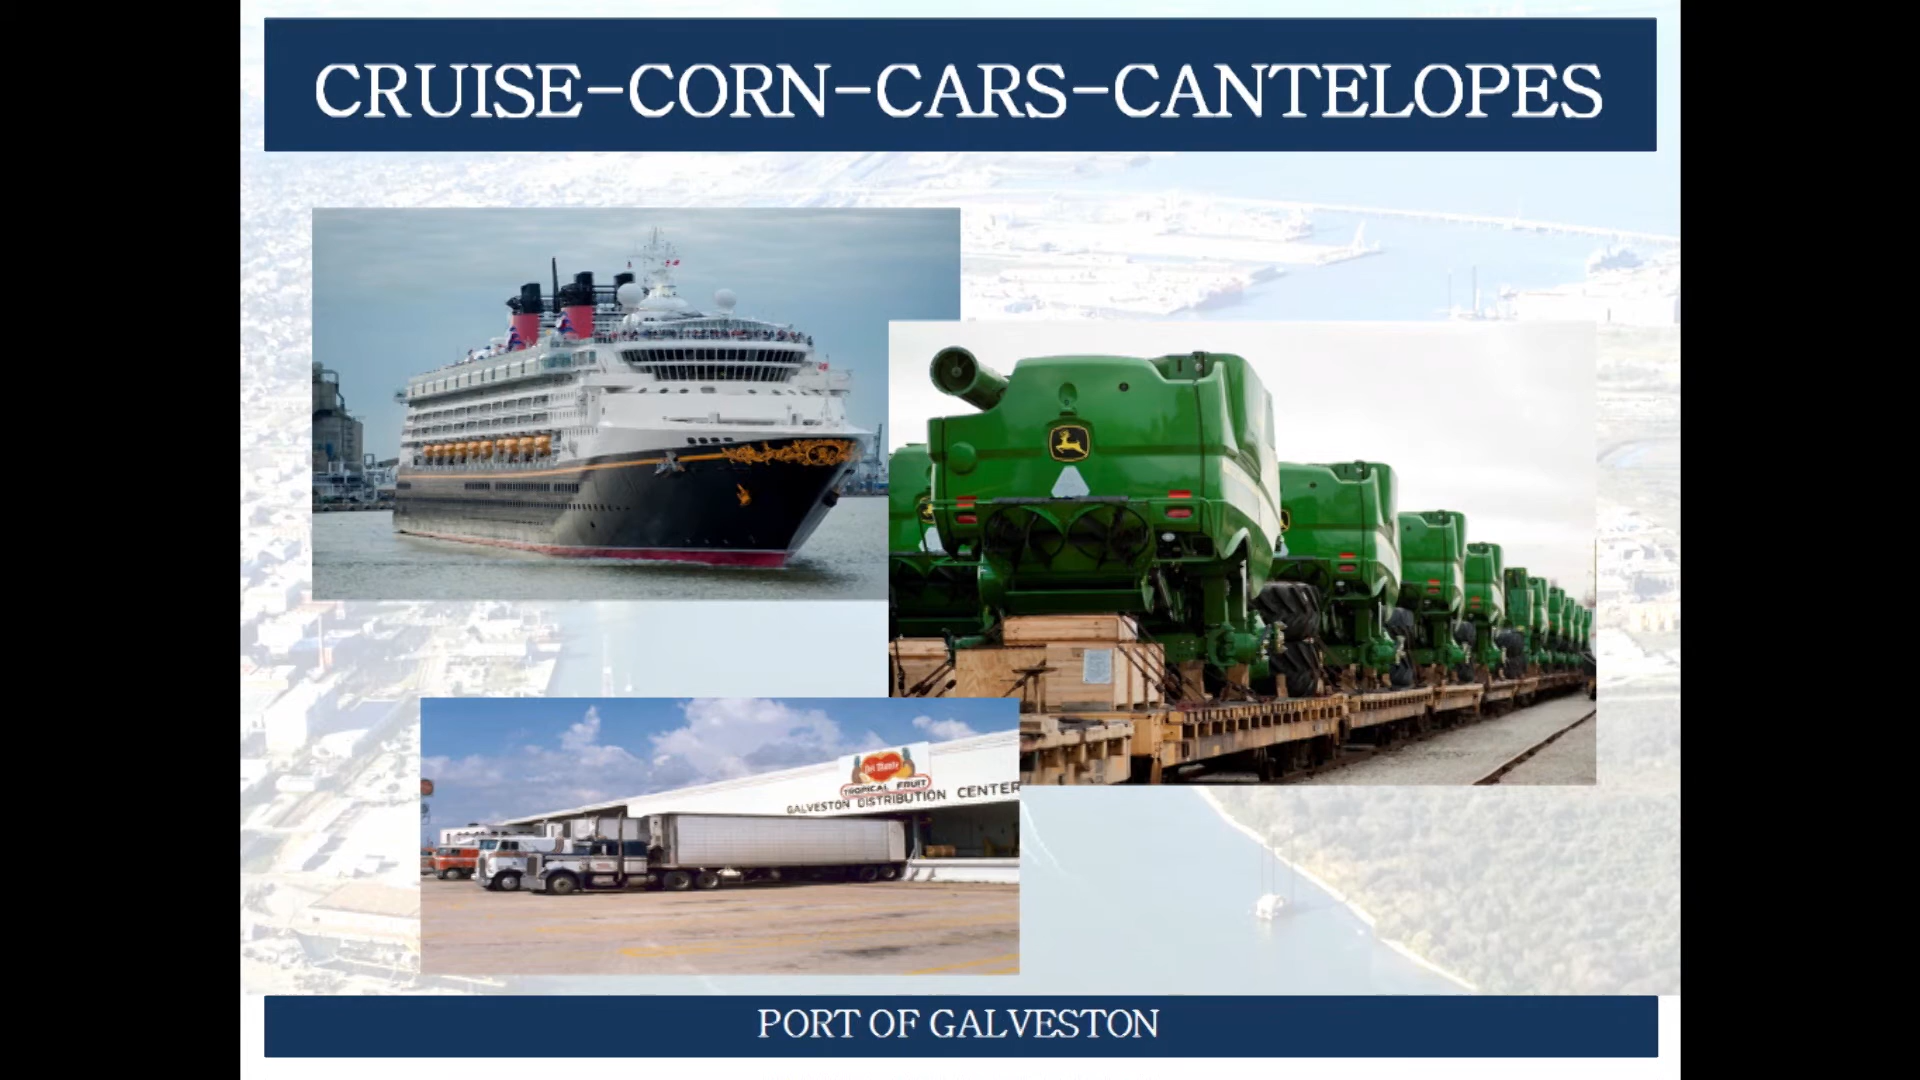 CRUISE-CORN-CARS-CANTELOPES
Del Monte
TROPICAL FRUIT
GALVESTON DISTRIBUTION CENTER
PORT OF GALVESTON